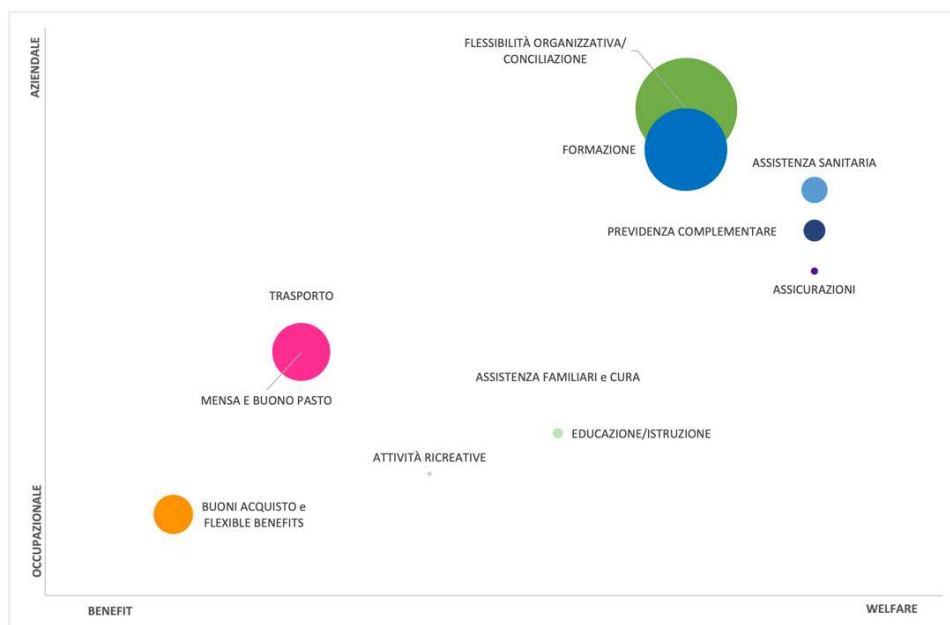 FLESSIBILITÀ ORGANIZZATIVA/
CONCILIAZIONE
AZIENDALE
FORMAZIONE
ASSISTENZA SANITARIA
PREVIDENZA COMPLEMENTARE
ASSICURAZIONI
TRASPORTO
ASSISTENZA FAMILIARI e CURA
MENSA E BUONO PASTO
EDUCAZIONE/ISTRUZIONE
ATTIVITÀ RICREATIVE
BUONI ACQUISTO e
FLEXIBLE BENEFITS
OCCUPAZIONALE
BENEFIT
WELFARE